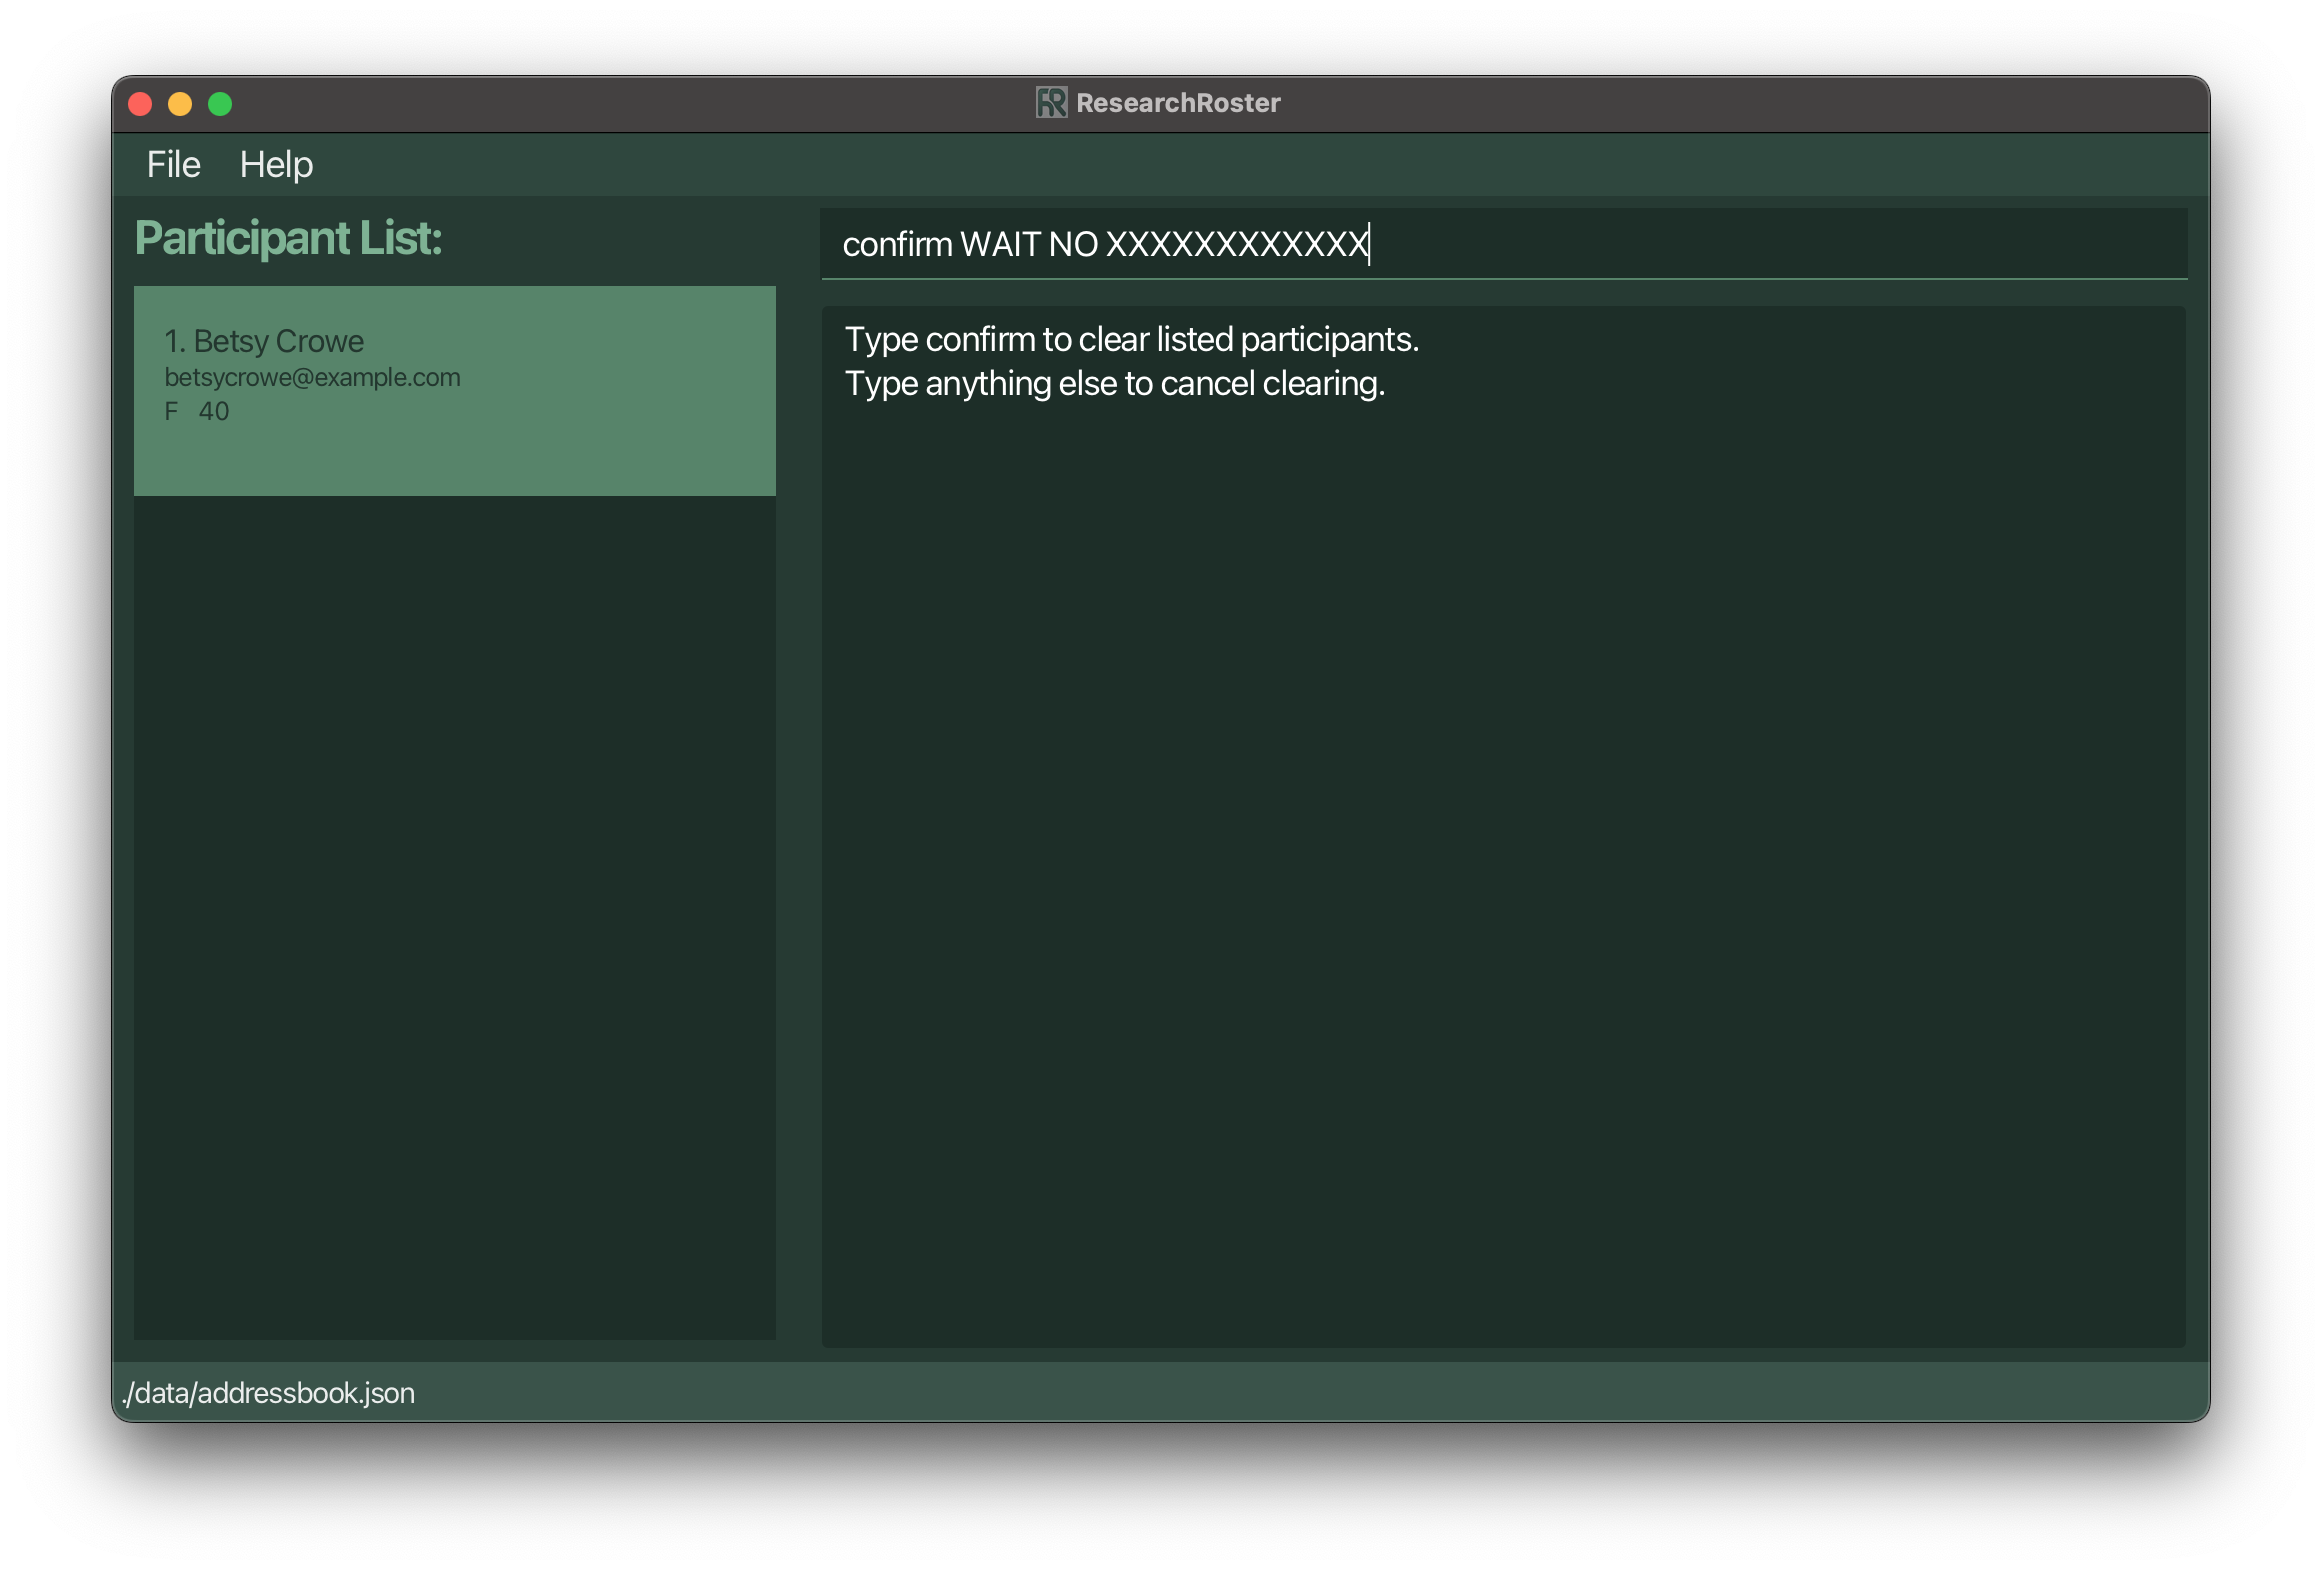 ResearchRoster
File Help
Participant List:
confirm WAIT NO XXXXXXXXXXXX
1. Betsy Crowe
betsycrowe@example.com
F 40
Type confirm to clear listed participants.
Type anything else to cancel clearing.
./data/addressbook.json